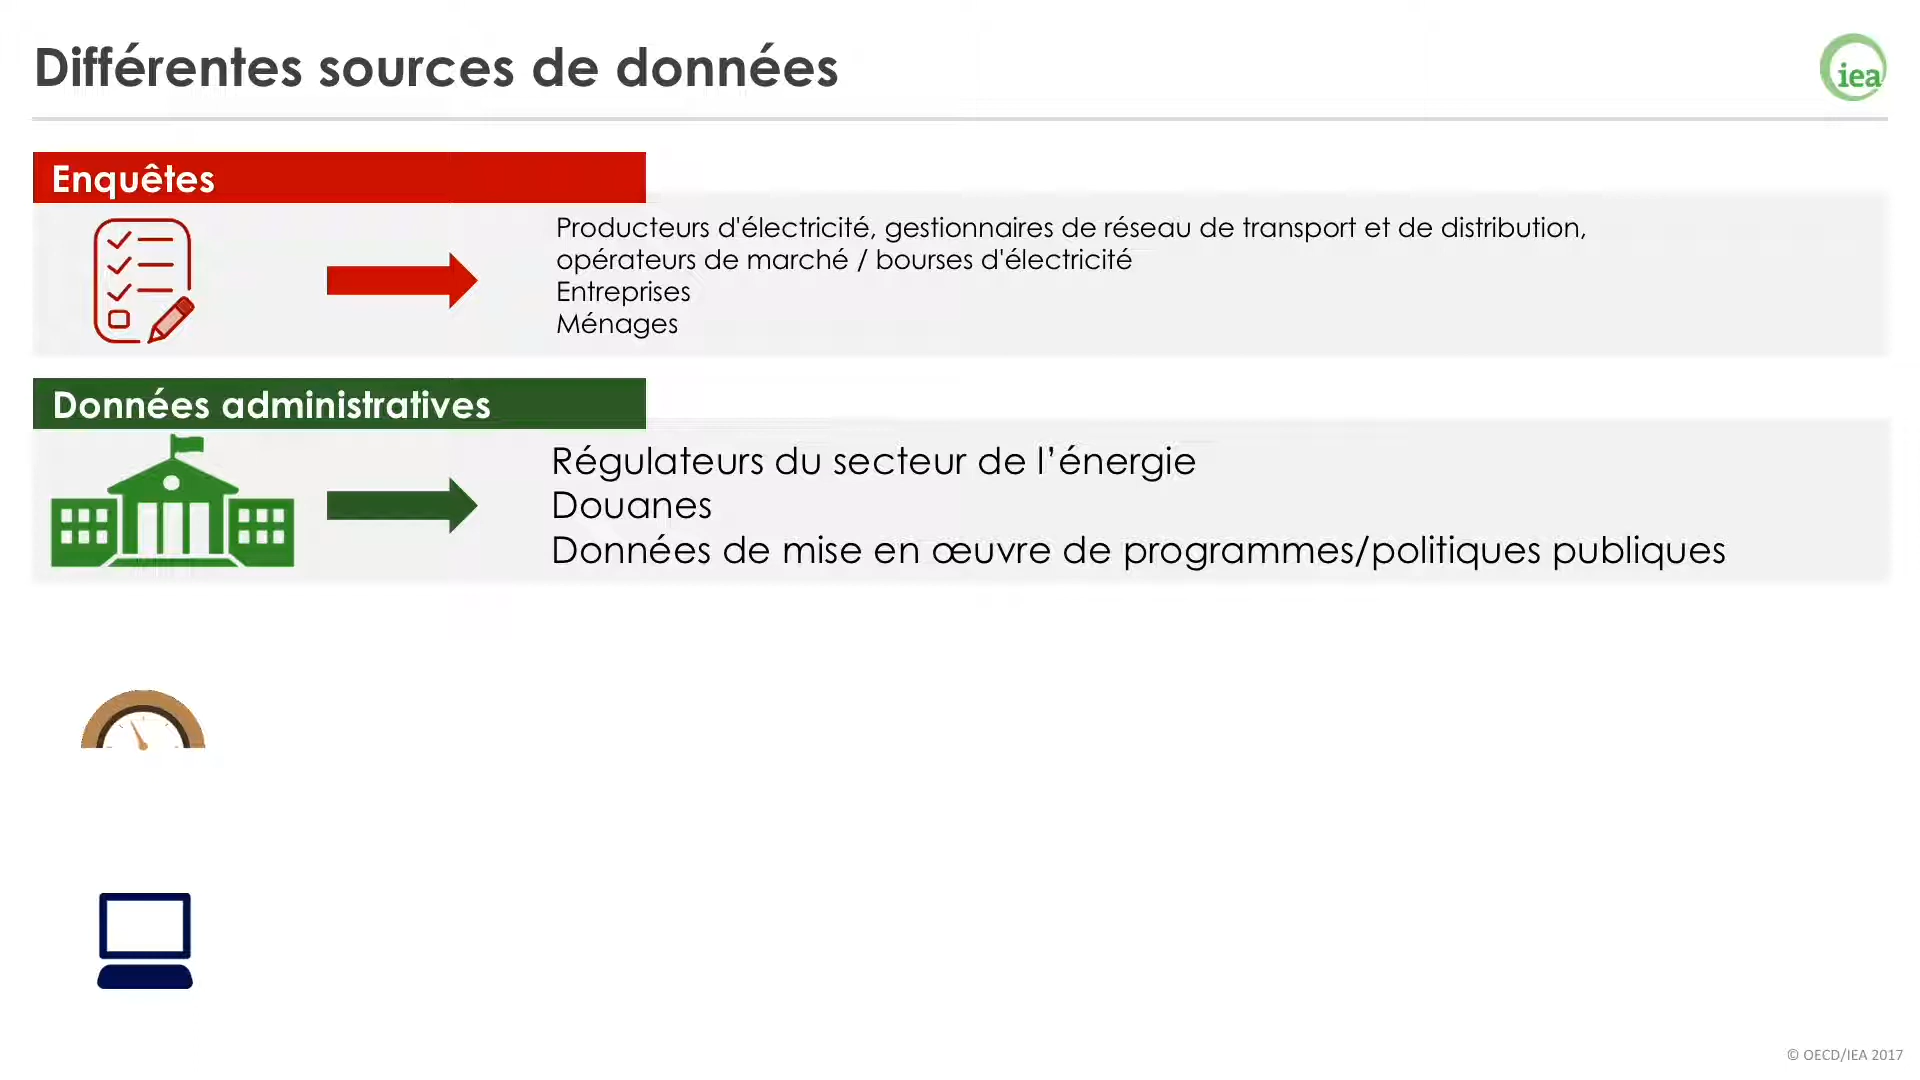 Différentes sources de données
iea
Enquêtes
Producteurs d'électricité, gestionnaires de réseau de transport et de distribution,
opérateurs de marché / bourses d'électricité
Entreprises
Ménages
Données administratives
Régulateurs du secteur de l’énergie
Douanes
Données de mise en œuvre de programmes/politiques publiques
© OECD/IEA 2017